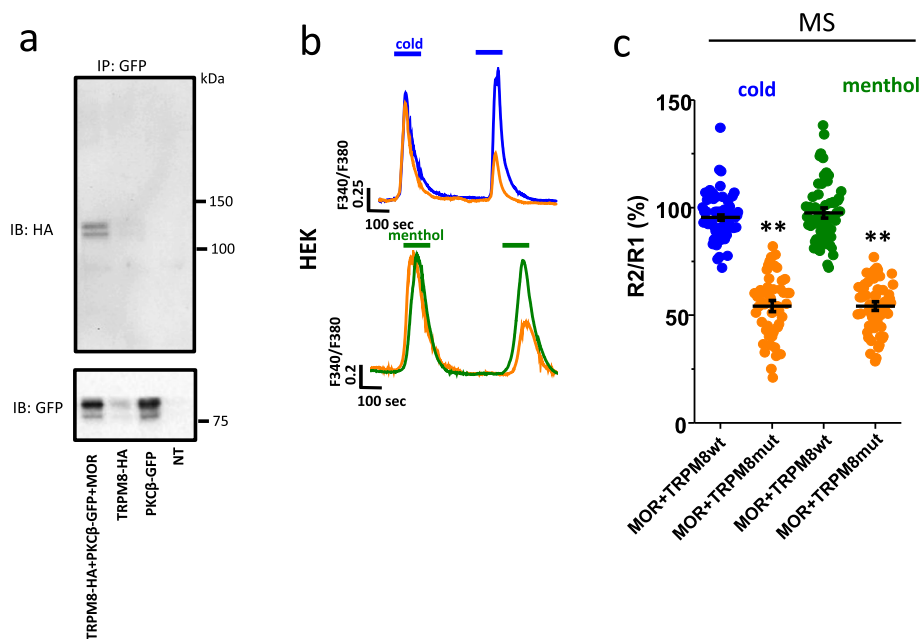 a
IP: GFP
kDa
150
IB: HA
100
IB: GFP
75
TRPM8-HA+PKCβ-GFP+MOR
TRPM8-HA
PKCβ-GFP
NT
b
cold
F340/F380
0.25
100 sec
HEK
menthol
F340/F380
0.2
100 sec
MS
c
cold
menthol
R2/R1 (%)
150
100
50
0
**
**
MOR+TRPM8wt
MOR+TRPM8mut
MOR+TRPM8wt
MOR+TRPM8mut